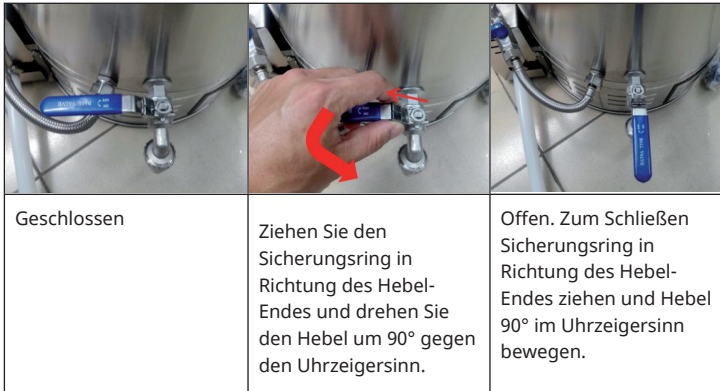 Geschlossen
Ziehen Sie den
Sicherungsring in
Richtung des Hebel-
Endes und drehen Sie
den Hebel um 90° gegen
den Uhrzeigersinn.
Offen. Zum Schließen
Sicherungsring in
Richtung des Hebel-
Endes ziehen und Hebel
90° im Uhrzeigersinn
bewegen.